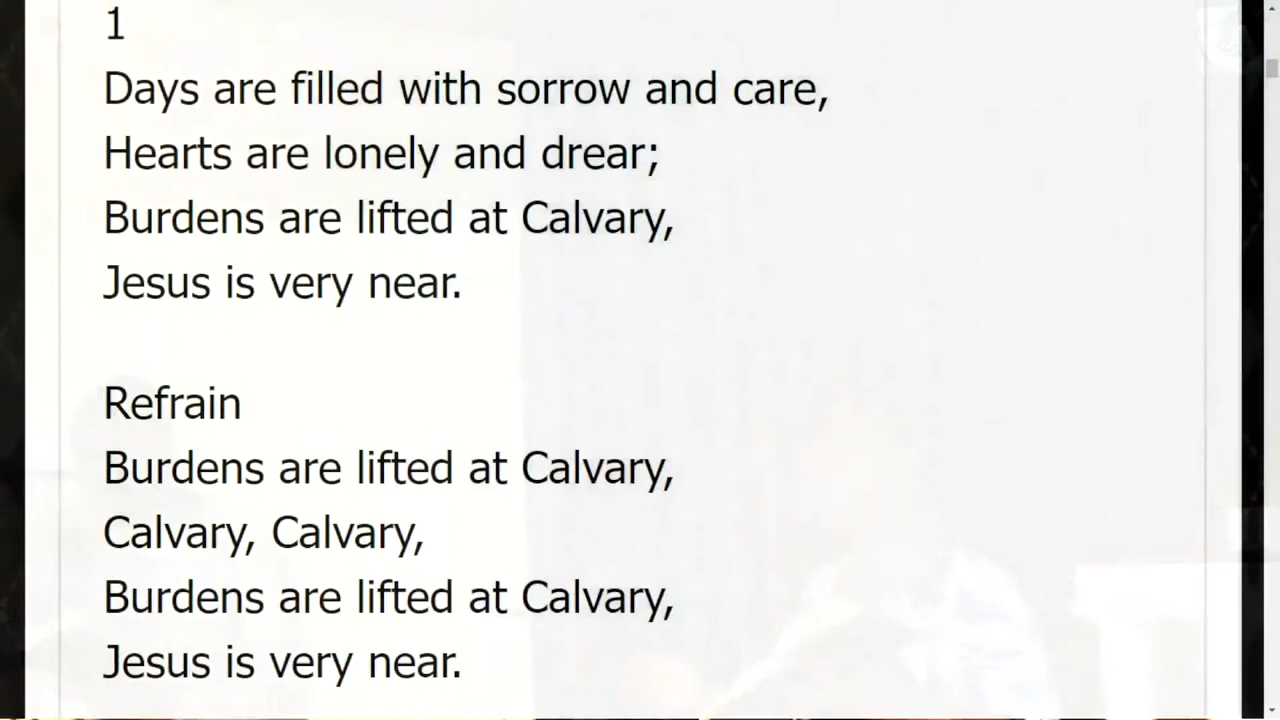 1
Days are filled with sorrow and care,
Hearts are lonely and drear;
Burdens are lifted at Calvary,
Jesus is very near.
Refrain
Burdens are lifted at Calvary,
Calvary, Calvary,
Burdens are lifted at Calvary,
Jesus is very near.